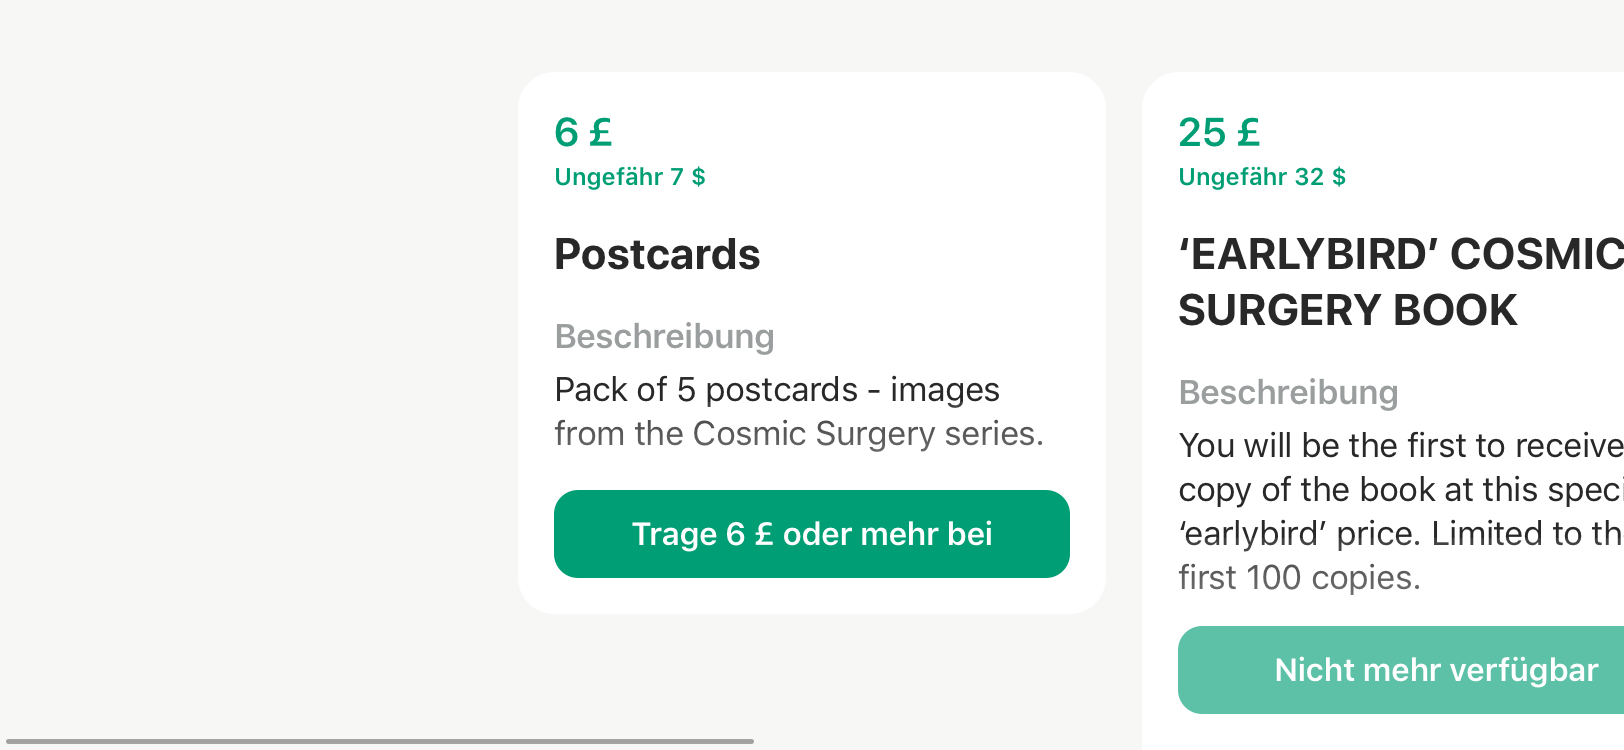 6 £
Ungefähr 7 $
Postcards
Beschreibung
Pack of 5 postcards - images
from the Cosmic Surgery series.
Trage 6 £ oder mehr bei
25 £
Ungefähr 32 $
‘EARLYBIRD’ COSMIC
SURGERY BOOK
Beschreibung
You will be the first to receive
copy of the book at this
‘earlybird’ price. Limited to
first 100 copies.
Nicht mehr verfügbar